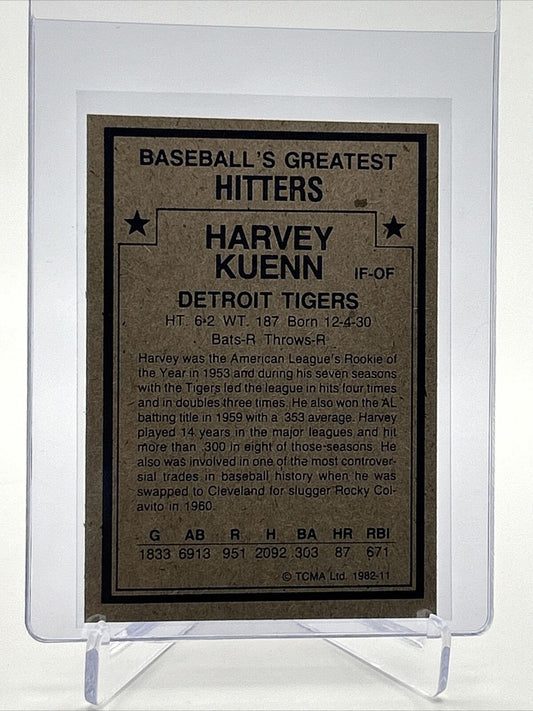 BASEBALL'S GREATEST
HITTERS
HARVEY
KUENN IF-OF
DETROIT TIGERS
HT. 6-2 WT. 187 Born 12-4-30
Bats-R Throws-R
Harvey was the American League's Rookie of
the Year in 1953 and during his seven seasons
with the Tigers led the league in hits four times
and in doubles three times. He also won the AL
batting title in 1959 with a .353 average. Harvey
played 14 years in the major leagues and hit
more than .300 in eight of those seasons. He
also was involved in one of the most controver-
sial trades in baseball history when he was
swapped to Cleveland for slugger Rocky Col-
avito in 1960.
G AB R H BA HR RBI
1833 6913 951 2092 303 87 671
© TCMA Ltd. 1982-11